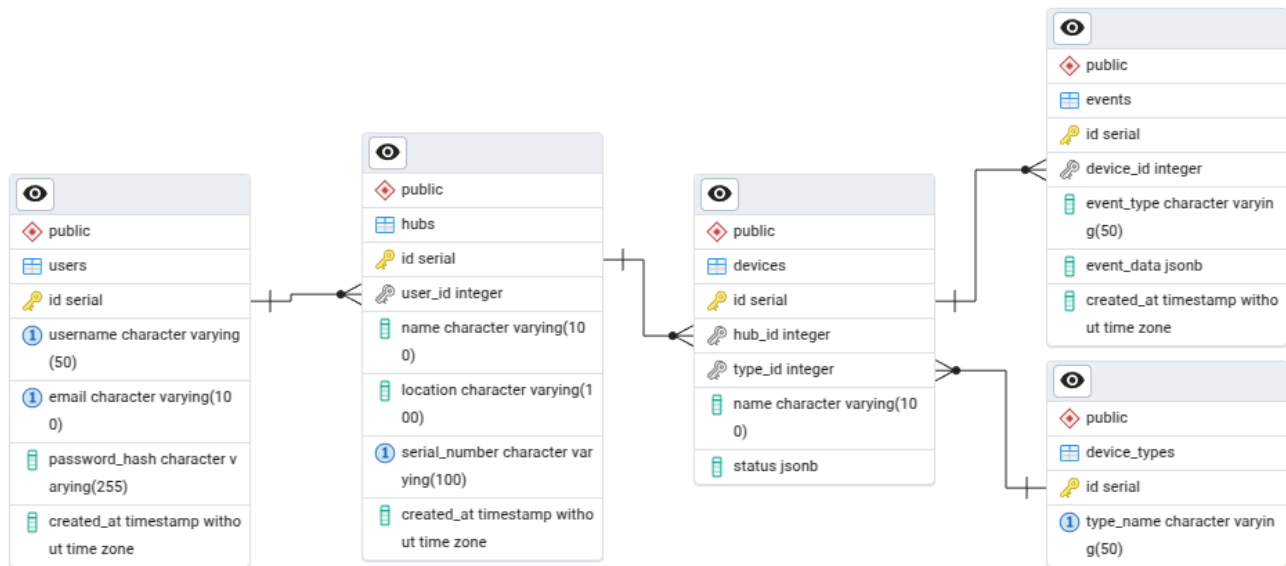 public
users
id serial
1 username character varying
(50)
1 email character varying(10
0)
password_hash character v
arying(255)
created_at timestamp witho
ut time zone
public
hubs
id serial
user_id integer
name character varying(10
0)
location character varying(1
00)
1 serial_number character var
ying(100)
created_at timestamp witho
ut time zone
public
devices
id serial
hub_id integer
type_id integer
name character varying(10
0)
status jsonb
public
events
id serial
device_id integer
event_type character varyin
g(50)
event_data jsonb
created_at timestamp witho
ut time zone
public
device_types
id serial
1 type_name character varyin
g(50)